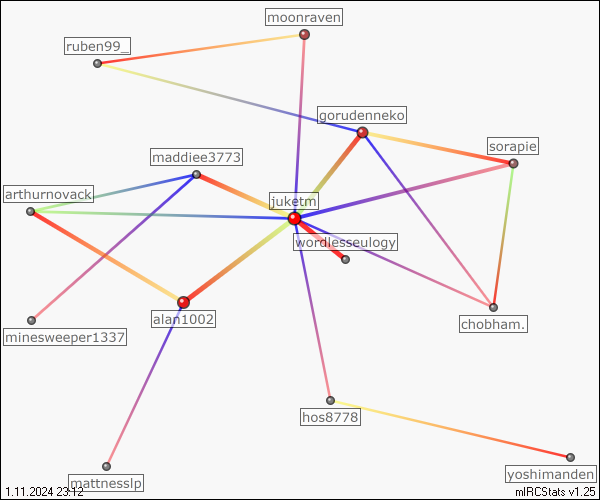 moonraven
ruben99_
gorudenneko
sorapie
maddiee3773
arthurnovack
juketm
wordlesseulogy
alan1002
chobham.
minesweeper1337
hos8778
mattnesslp
yoshimanden
1.11.2024 23:12
mIRCStats v1.25